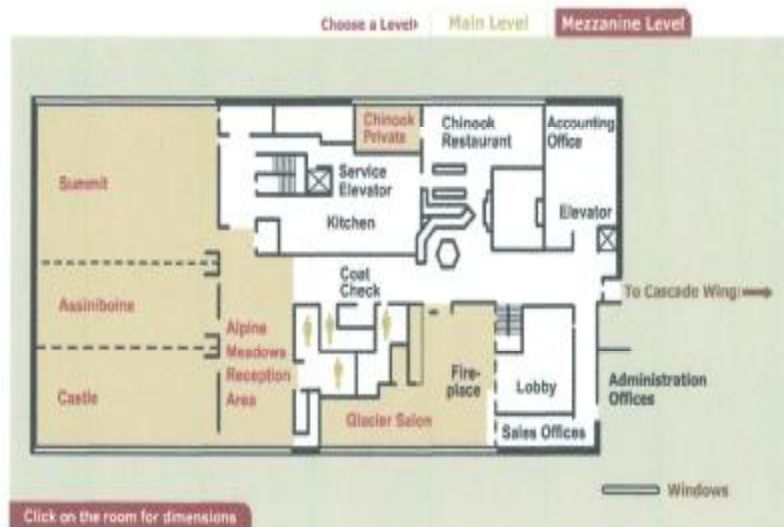 Choose a Level
Main Level
Mezzanine Level
Chinook
Private
Chinook
Restaurant
Accounting
Office
Summit
Service
Elevator
Elevator
Kitchen
Coat
Check
To Cascade Wing
Assiniboine
Alpine
Meadows
Reception
Area
Fire-
place
Lobby
Administration
Offices
Castle
Glacier Salon
Sales Offices
Windows
Click on the room for dimensions